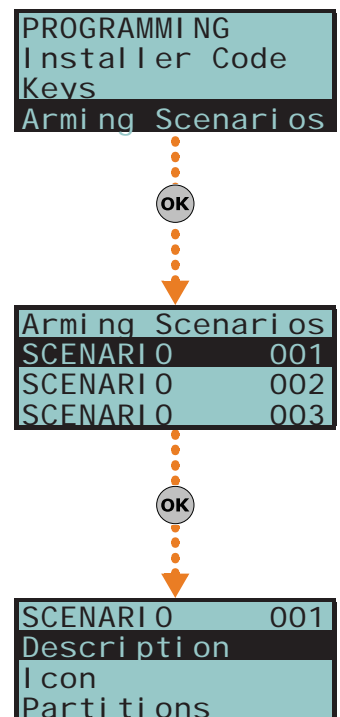 PROGRAMMING
Installer Code
Keys
Arming Scenarios
OK
Arming Scenarios
SCENARIO 001
SCENARIO 002
SCENARIO 003
OK
SCENARIO 001
Description
Icon
Partitions